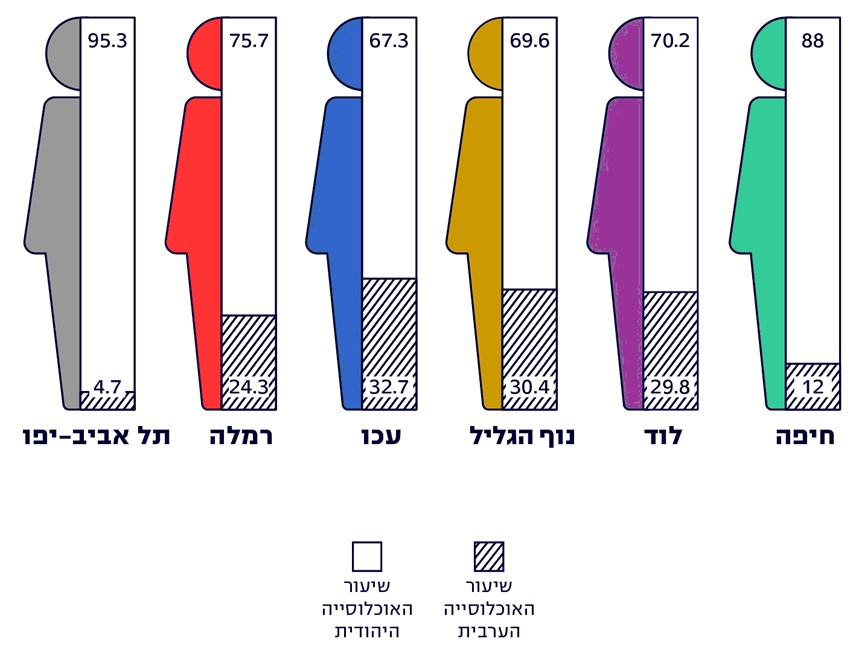 95.3 75.7 67.3 69.6 70.2 88
4.7 24.3 32.7 30.4 29.8 12
חיפה לוד נוף הגליל עכו רמלה תל אביב-יפו
שיעור
האוכלוסייה
הערבית
שיעור
האוכלוסייה
היהודית